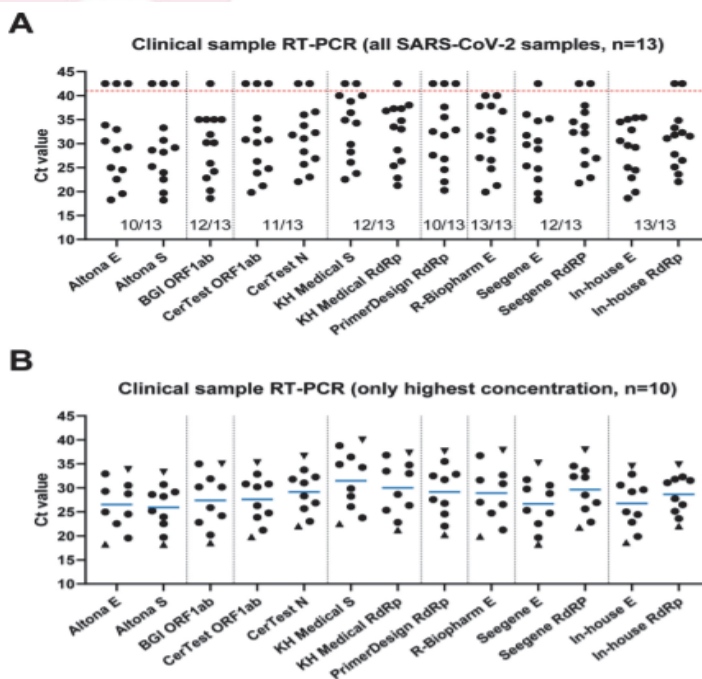 A
Clinical sample RT-PCR (all SARS-CoV-2 samples, n=13)
Ct value
45
40
35
30
25
20
15
10
10/13 12/13 11/13 12/13 10/13 13/13 12/13 13/13
Altona E
Altona S
BGI ORF1ab
CerTest ORF1ab
CerTest N
KH Medical S
KH Medical RdRp
PrimerDesign RdRp
R-Biopharm E
Seegene E
Seegene RdRP
In-house E
In-house RdRp
B
Clinical sample RT-PCR (only highest concentration, n=10)
Ct value
45
40
35
30
25
20
15
10
Altona E
Altona S
BGI ORF1ab
CerTest ORF1ab
CerTest N
KH Medical S
KH Medical RdRp
PrimerDesign RdRp
R-Biopharm E
Seegene E
Seegene RdRP
In-house E
In-house RdRp